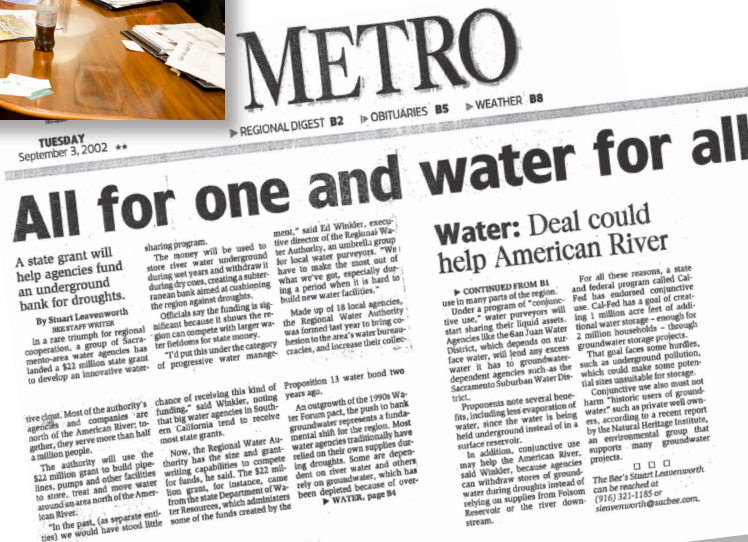 METRO
▶ REGIONAL DIGEST B2 ▶ OBITUARIES B5 ▶ WEATHER B8
TUESDAY
September 3, 2002 ★★
All for one and water for all
A state grant will
help agencies fund
an underground
bank for droughts.
By Stuart Leavenworth
BEE STAFF WRITER
In a rare triumph for regional
cooperation, a group of Sacra-
mento-area water agencies has
landed a $22 million state grant
to develop an innovative water-
sharing program.
The money will be used to
store river water underground
during wet years and withdraw it
during dry ones, creating a subter-
ranean bank aimed at cushioning
the region against droughts.
Officials say the funding is sig-
nificant because it shows the re-
gion can compete with larger wa-
ter fiefdoms for state money.
"I'd put this under the category
of progressive water manage-
ment," said Ed Winkler, execu-
tive director of the Regional Wa-
ter Authority, an umbrella group
for local water purveyors. "We
have to make the most out of
what we've got, especially dur-
ing a period when it is hard to
build new water facilities."
Made up of 18 local agencies,
the Regional Water Authority
was formed last year to bring co-
hesion to the area's water bureau-
cracies, and increase their collec-
tive clout. Most of the authority's
agencies and companies are
north of the American River; to-
gether, they serve more than half
a million people.
The authority will use the
$22 million grant to build pipe-
lines, pumps and other facilities
to store, treat and move water
around an area north of the Amer-
ican River.
"In the past, (as separate enti-
ties) we would have stood little
chance of receiving this kind of
funding," said Winkler, noting
that big water agencies in South-
ern California tend to receive
most state grants.
Now, the Regional Water Au-
thority has the size and grant-
writing capabilities to compete
for funds, he said. The $22 mil-
lion grant, for instance, came
from the state Department of Wa-
ter Resources, which administers
some of the funds created by the
Proposition 13 water bond two
years ago.
An outgrowth of the 1990s Wa-
ter Forum pact, the push to bank
groundwater represents a funda-
mental shift for the region. Most
water agencies traditionally have
relied on their own supplies dur-
ing droughts. Some are depen-
dent on river water and others
rely on groundwater, which has
been depleted because of over-
▶ WATER, page B4
Water: Deal could
help American River
▶ CONTINUED FROM B1
use in many parts of the region.
Under a program of "conjunc-
tive use," water purveyors will
start sharing their liquid assets.
Agencies like the San Juan Water
District, which depends on sur-
face water, will lend any excess
water it has to groundwater-
dependent agencies such as the
Sacramento Suburban Water Dis-
trict.
Proponents note several bene-
fits, including less evaporation of
water, since the water is being
held underground instead of in a
surface reservoir.
In addition, conjunctive use
may help the American River,
said Winkler, because agencies
can withdraw stores of ground-
water during droughts instead of
relying on supplies from Folsom
Reservoir or the river down-
stream.
For all these reasons, a state
and federal program called Cal-
Fed has endorsed conjunctive
use. Cal-Fed has a goal of creat-
ing 1 million acre feet of addi-
tional water storage - enough for
2 million households - through
groundwater storage projects.
That goal faces some hurdles,
such as underground pollution,
which could make some poten-
tial sites unsuitable for storage.
Conjunctive use also must not
harm "historic users of ground-
water" such as private well own-
ers, according to a recent report
by the Natural Heritage Institute,
an environmental group that
supports many groundwater
projects.
□ □ □
The Bee's Stuart Leavenworth
can be reached at
(916) 321-1185 or
sleavenworth@sacbee.com.